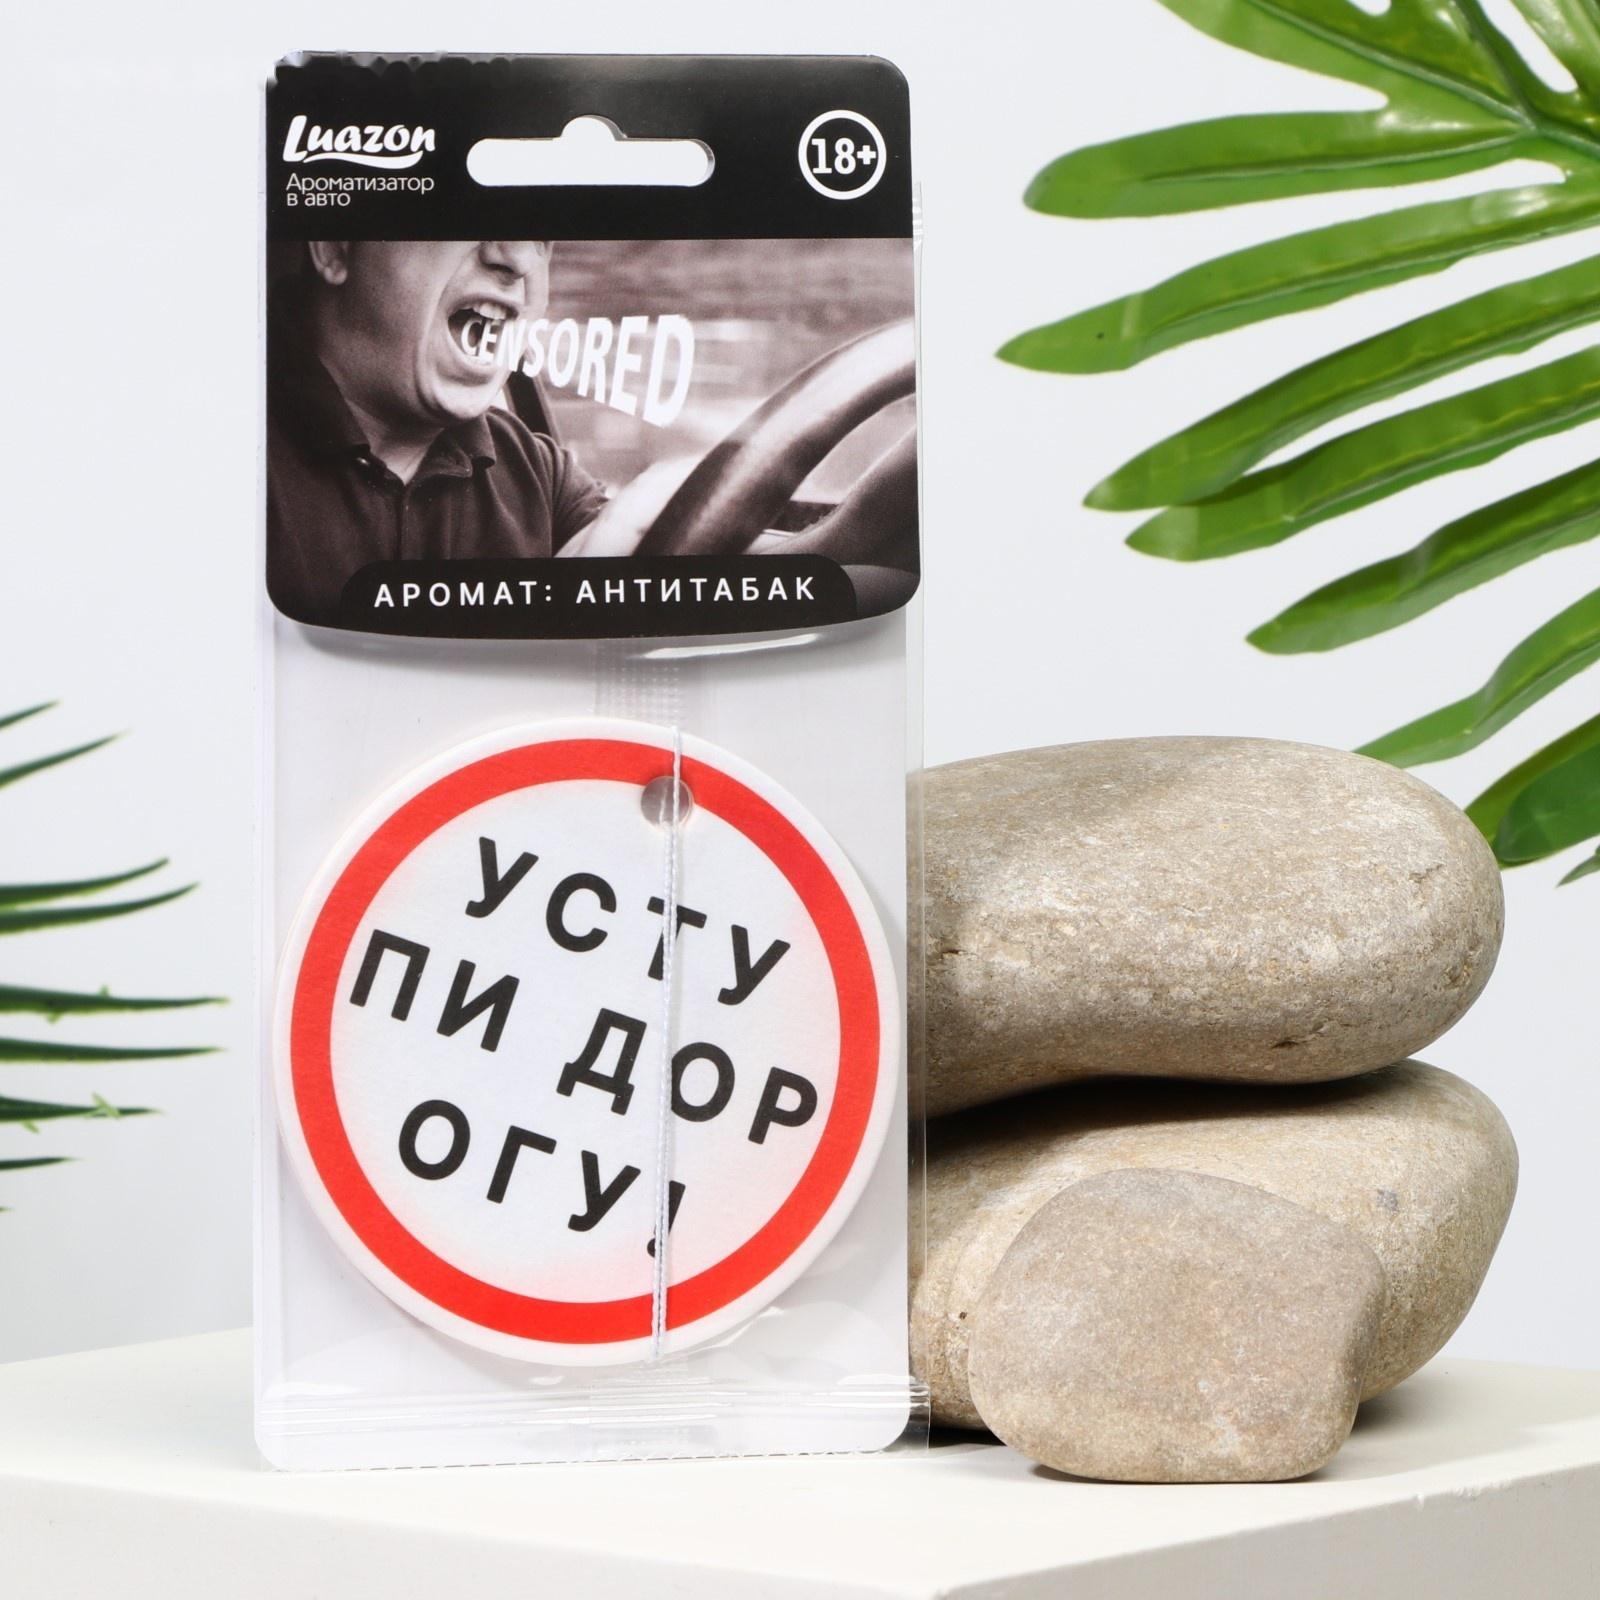 Luazon
Ароматизатор
в авто
18+
CENSORED
АРОМАТ: АНТИТАБАК
УСТУ
ПИ ДОР
ОГУ!